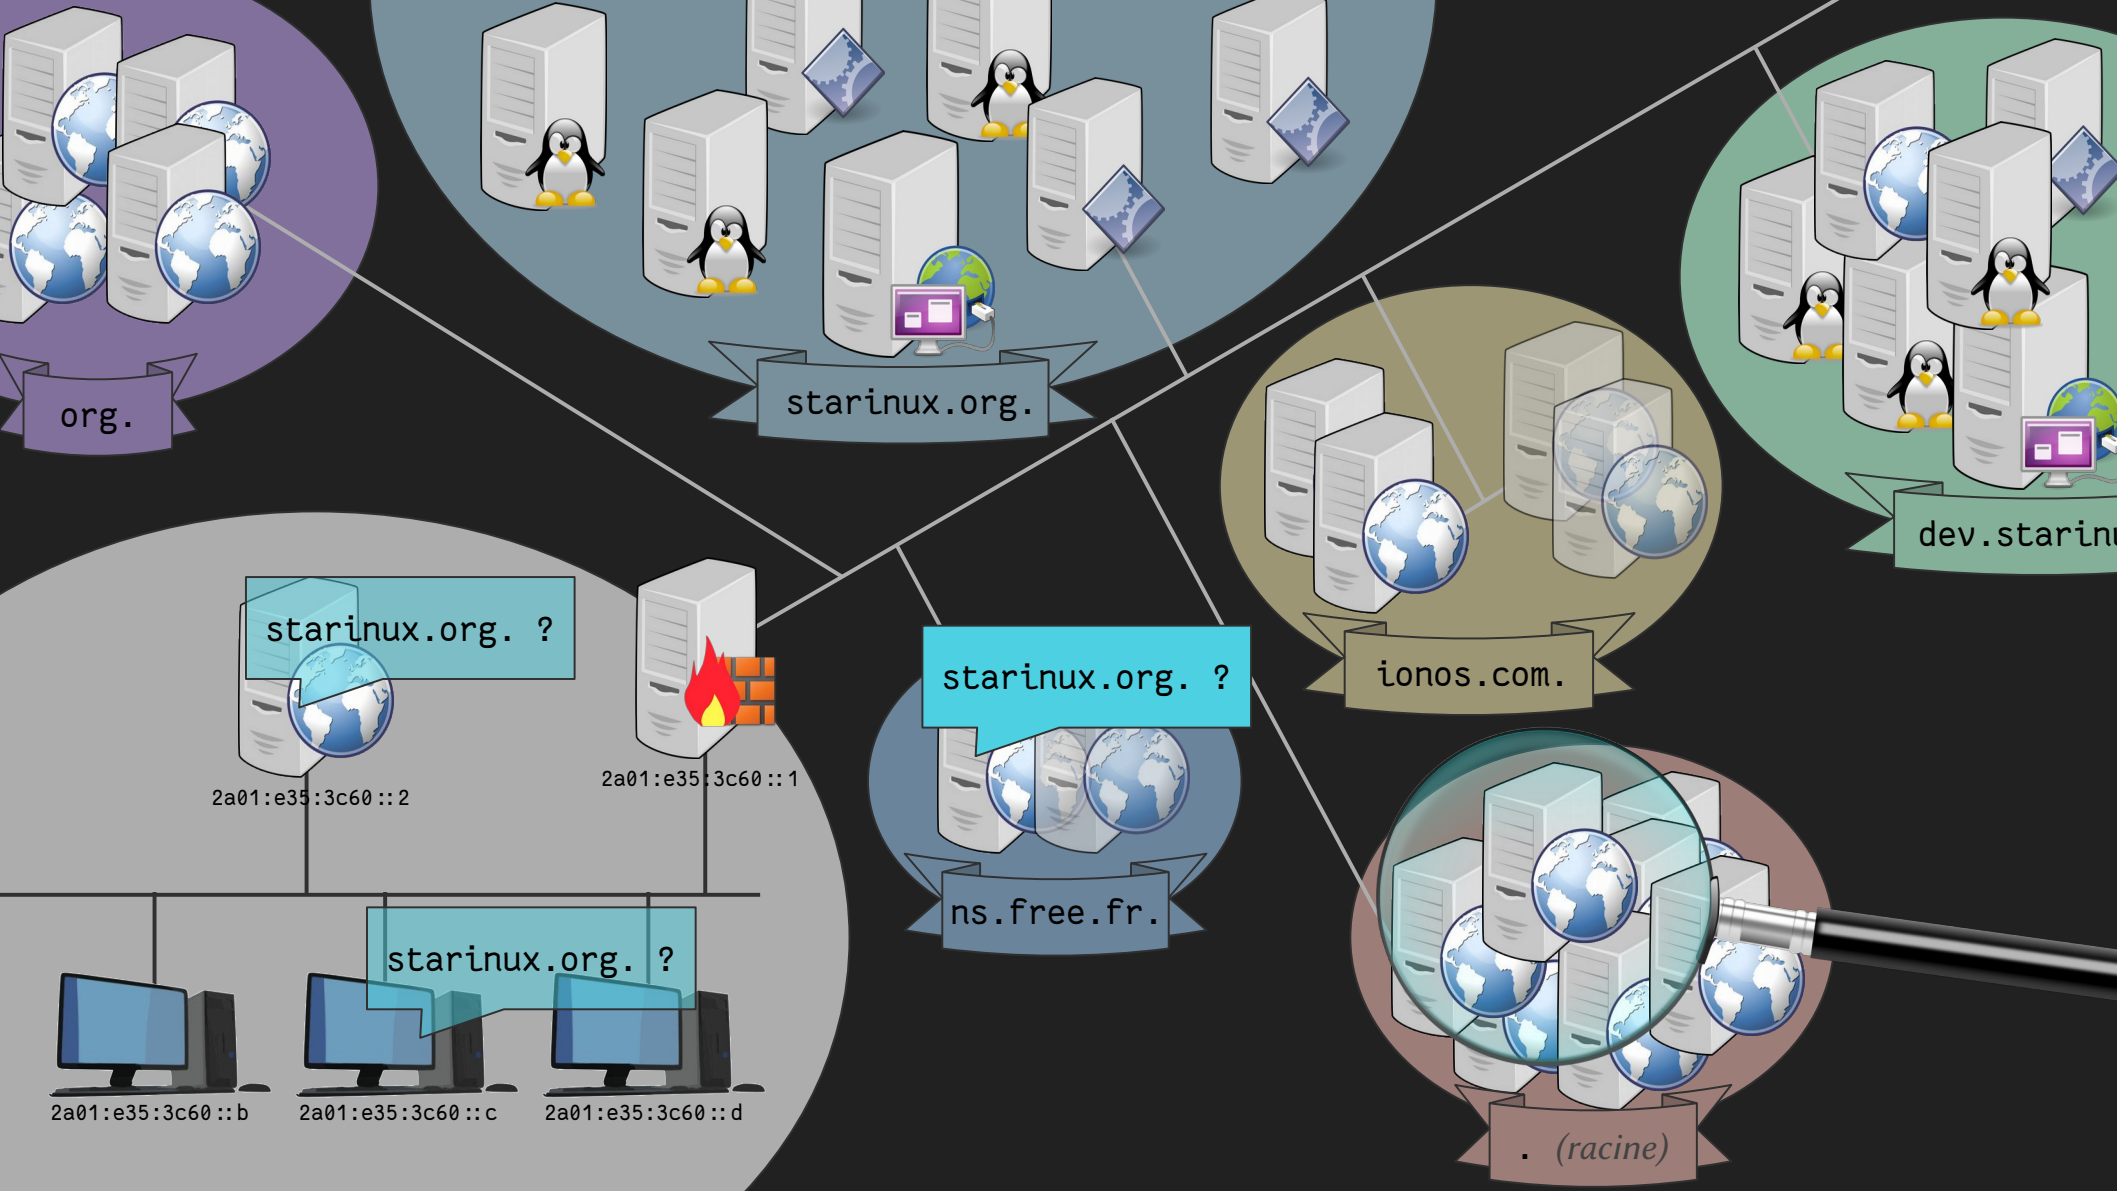 org.
starinux.org.
dev.starinu
starinux.org. ?
starinux.org. ?
ionos.com.
2a01:e35:3c60::2
2a01:e35:3c60::1
ns.free.fr.
starinux.org. ?
2a01:e35:3c60::b
2a01:e35:3c60::c
2a01:e35:3c60::d
. (racine)